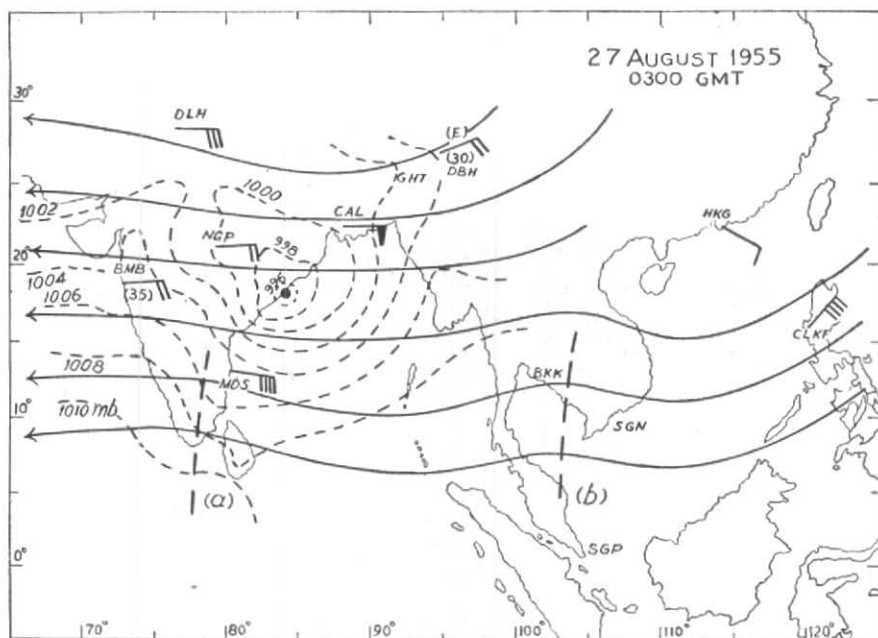 27 AUGUST 1955
0300 GMT
30°
DLH
(E)
(30)
DBH
GHT
1000
1002
CAL
HKG
NGP
998
20°
BMB
996
1004
(35)
1006
CLKF
1008
MDS
BKK
10°
1010 mb
SGN
(a)
(b)
SGP
0°
70°
80°
90°
100°
110°
120°